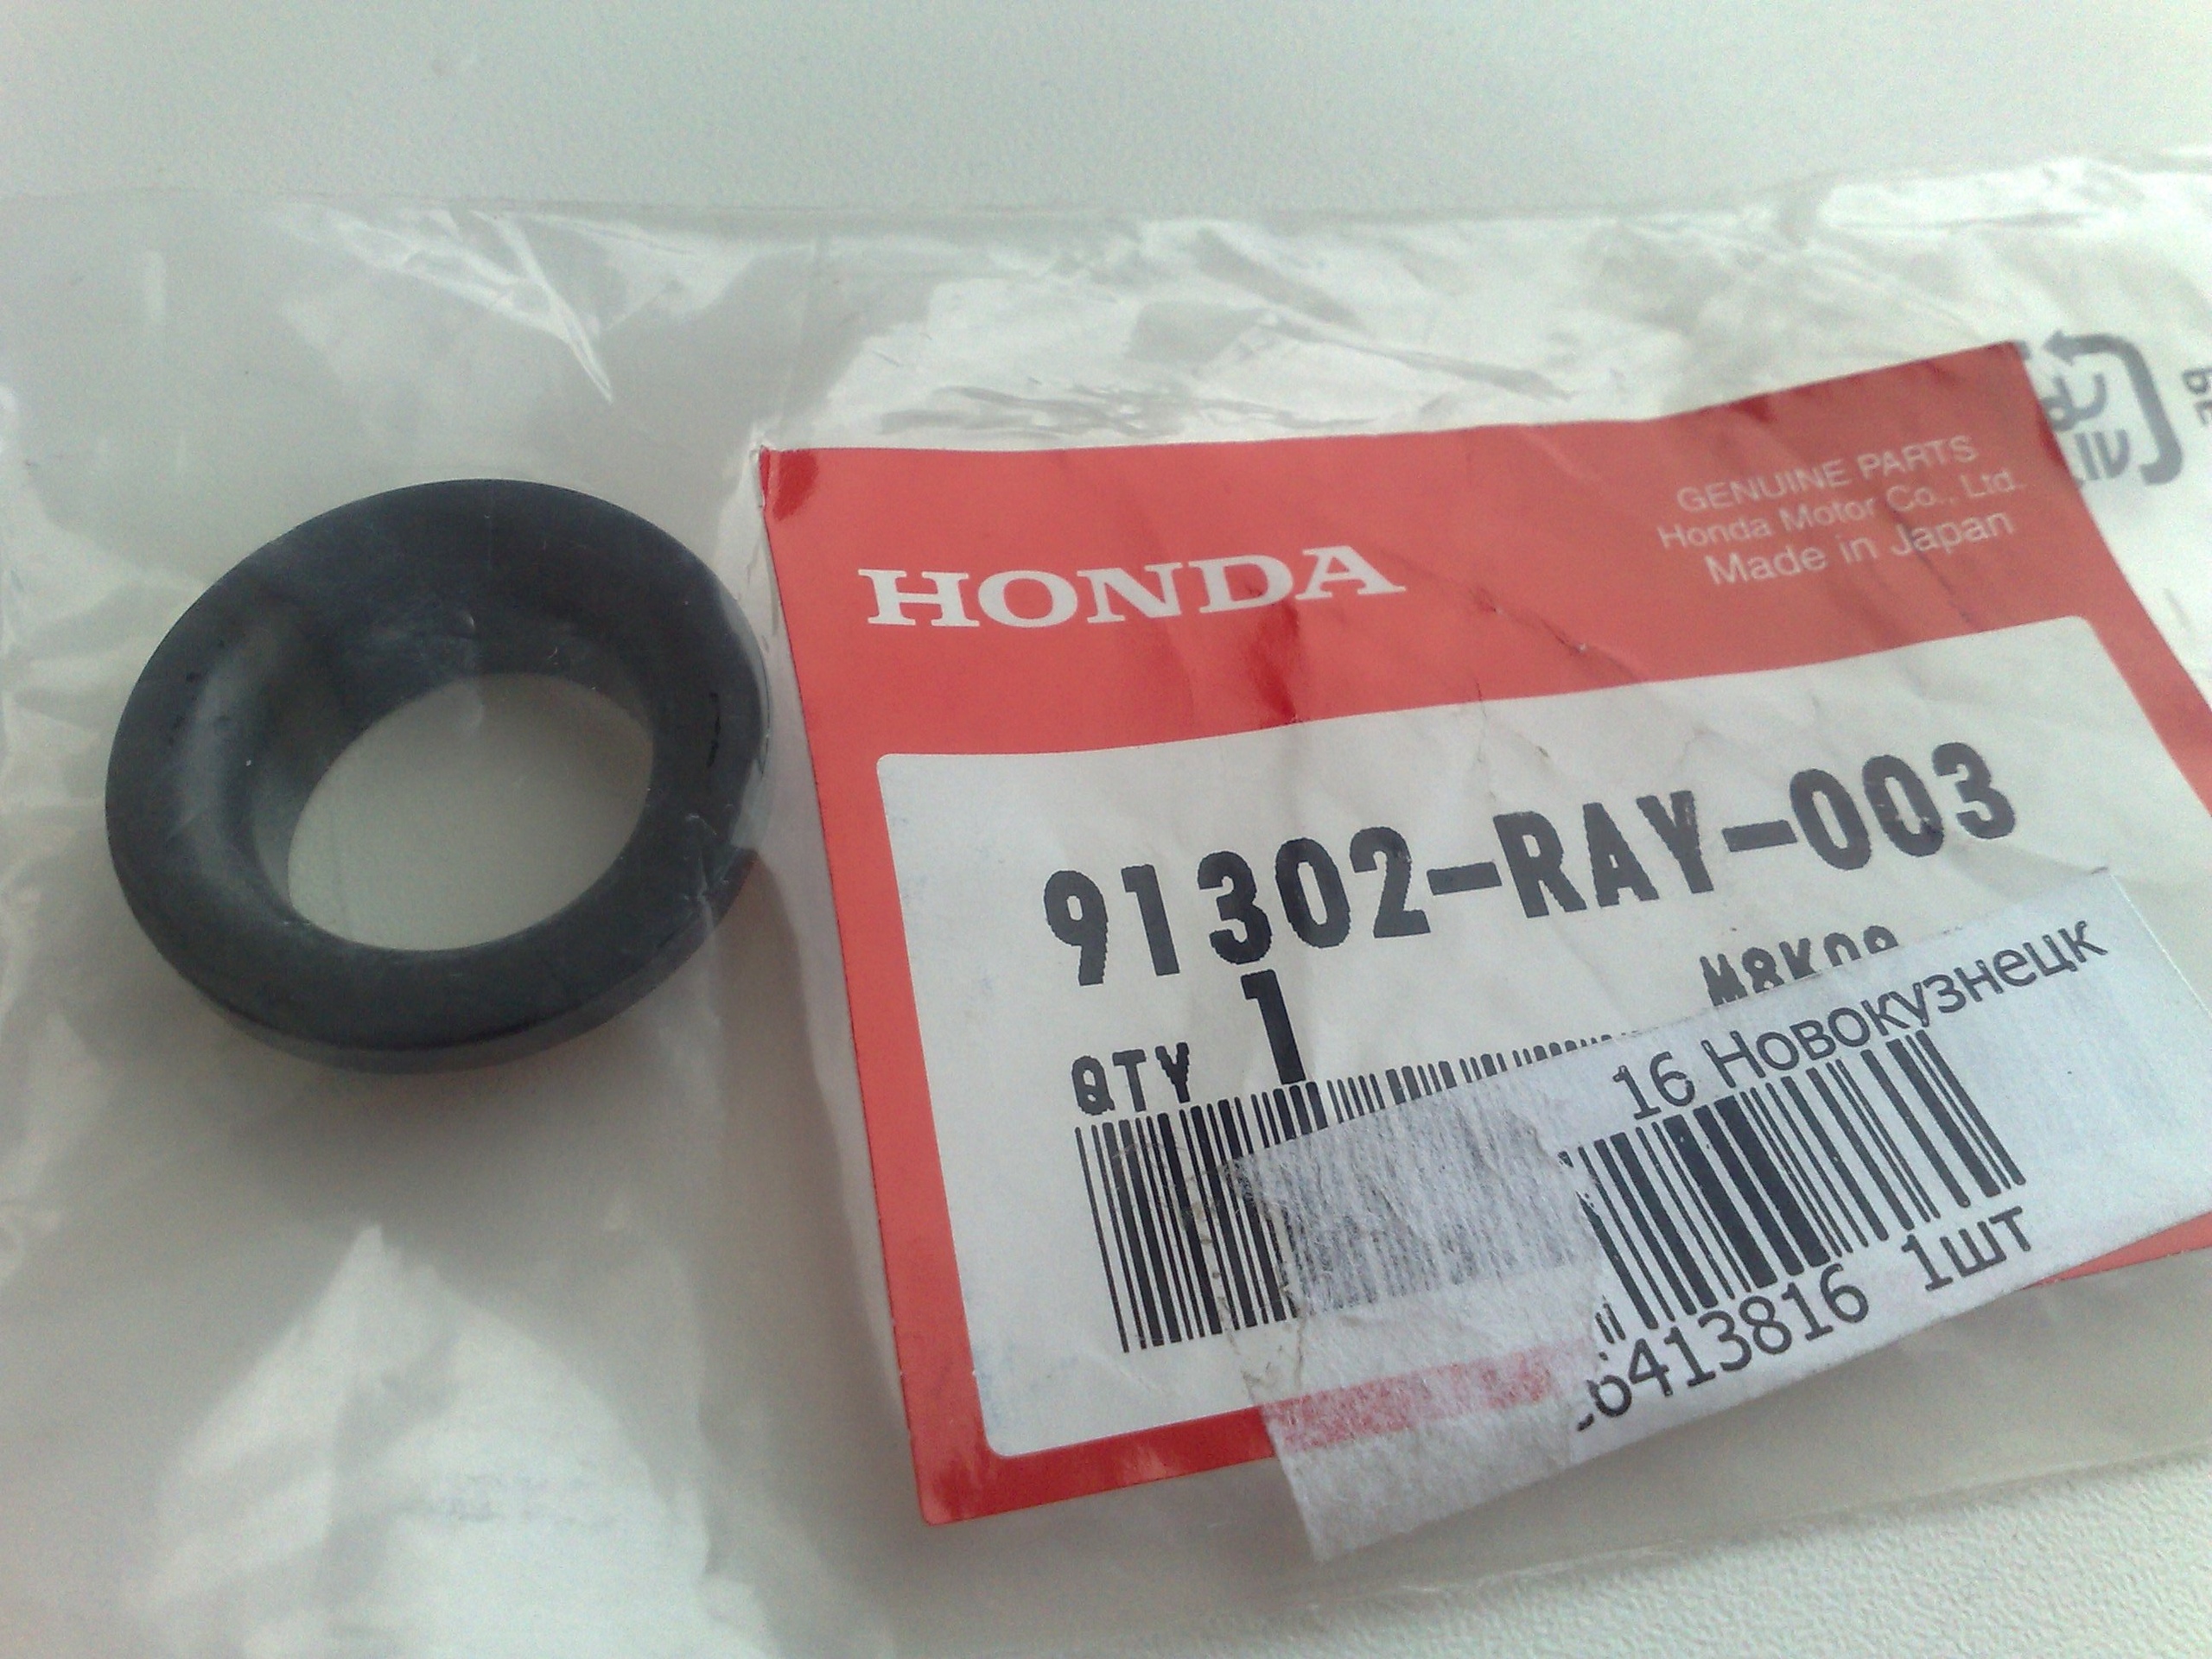 HONDA
GENUINE PARTS
Honda Motor Co., Ltd.
Made in Japan
91302-RAY-003
QTY 1
16 Новокузнецк
6413816 1шт